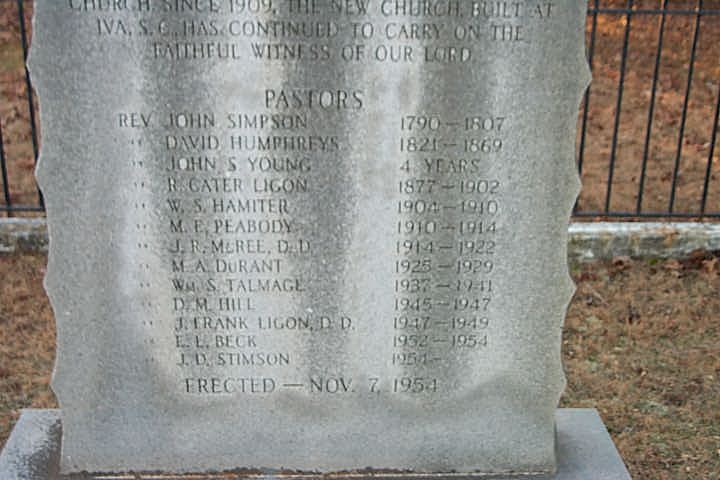 CHURCH. SINCE 1909, THE NEW CHURCH, BUILT AT
IVA, S. C., HAS CONTINUED TO CARRY ON THE
FAITHFUL WITNESS OF OUR LORD.
PASTORS
REV. JOHN SIMPSON 1790 — 1807
" DAVID HUMPHREYS 1821 — 1869
" JOHN S. YOUNG 4 YEARS
" R. CATER LIGON 1877 — 1902
" W. S. HAMITER 1904 — 1910
" M. E. PEABODY 1910 — 1914
" J. R. McREE, D. D. 1914 — 1922
" M. A. DuRANT 1925 — 1929
" Wm. S. TALMAGE 1937 — 1941
" D. M. HILL 1945 — 1947
" J. FRANK LIGON, D. D. 1947 — 1949
" E. L. BECK 1952 — 1954
" J. D. STIMSON 1954 —
ERECTED — NOV. 7, 1954